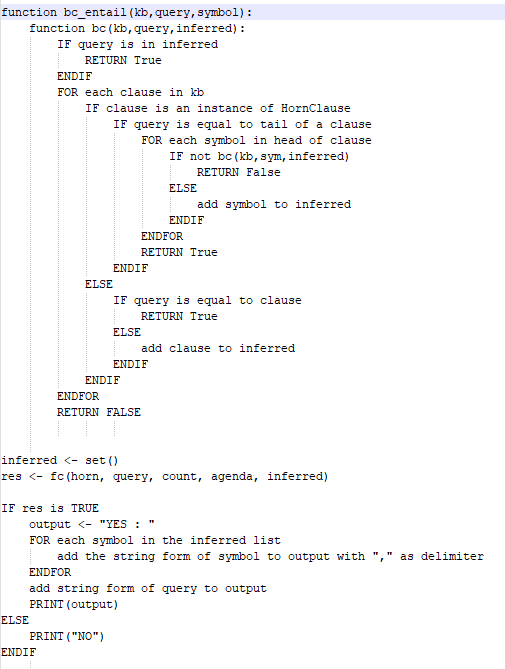 function bc_entail(kb,query,symbol):
    function bc(kb,query,inferred):
        IF query is in inferred
            RETURN True
        ENDIF
        FOR each clause in kb
            IF clause is an instance of HornClause
                IF query is equal to tail of a clause
                    FOR each symbol in head of clause
                        IF not bc(kb,sym,inferred)
                            RETURN False
                        ELSE
                            add symbol to inferred
                        ENDIF
                    ENDFOR
                    RETURN True
                ENDIF
            ELSE
                IF query is equal to clause
                    RETURN True
                ELSE
                    add clause to inferred
                ENDIF
            ENDIF
        ENDFOR
        RETURN FALSE
inferred <- set()
res <- fc(horn, query, count, agenda, inferred)
IF res is TRUE
    output <- "YES : "
    FOR each symbol in the inferred list
        add the string form of symbol to output with "," as delimiter
    ENDFOR
    add string form of query to output
    PRINT(output)
ELSE
    PRINT("NO")
ENDIF